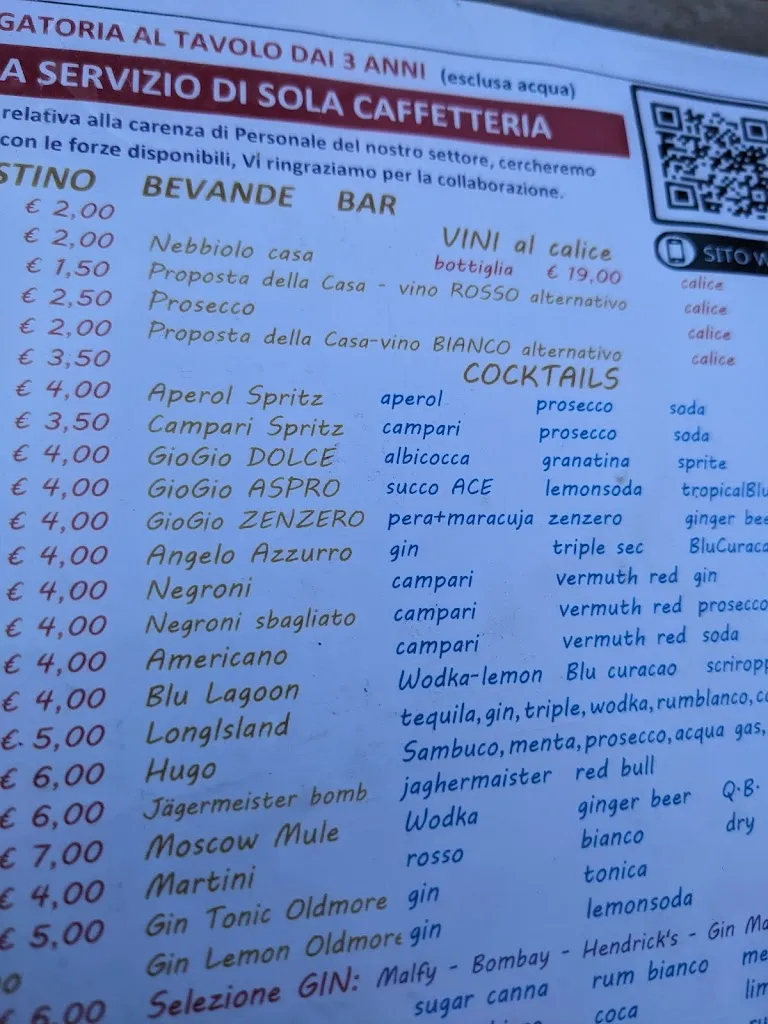 GATORIA AL TAVOLO DAI 3 ANNI (esclusa acqua)
A SERVIZIO DI SOLA CAFFETTERIA
relativa alla carenza di Personale del nostro settore, cercheremo
con le forze disponibili, Vi ringraziamo per la collaborazione.
STINO BEVANDE BAR
SITO W
€ 2,00 VINI al calice
€ 2,00 Nebbiolo casa bottiglia € 19,00 calice
€ 1,50 Proposta della Casa - vino ROSSO alternativo calice
€ 2,50 Prosecco calice
€ 2,00 Proposta della Casa-vino BIANCO alternativo calice
€ 3,50 COCKTAILS
€ 4,00 Aperol Spritz aperol prosecco soda
€ 3,50 Campari Spritz campari prosecco soda
€ 4,00 GioGio DOLCE albicocca granatina sprite
€ 4,00 GioGio ASPRO succo ACE lemonsoda tropicalBlu
€ 4,00 GioGio ZENZERO pera+maracuja zenzero ginger bee
€ 4,00 Angelo Azzurro gin triple sec BluCuraca
€ 4,00 Negroni campari vermuth red gin
€ 4,00 Negroni sbagliato campari vermuth red prosecco
€ 4,00 Americano campari vermuth red soda
€ 4,00 Blu Lagoon Wodka-lemon Blu curacao scriropp
€. 5,00 LongIsland tequila,gin,triple,wodka,rumblanco,co
€ 6,00 Hugo Sambuco,menta,prosecco,acqua gas,
€ 6,00 Jägermeister bomb jaghermaister red bull
€ 7,00 Moscow Mule Wodka ginger beer Q.B.
€ 4,00 Martini rosso bianco dry
€ 5,00 Gin Tonic Oldmore gin tonica
Gin Lemon Oldmore gin lemonsoda
Selezione GIN: Malfy - Bombay - Hendrick's - Gin Ma
€ 6,00 sugar canna rum bianco me
coca lim